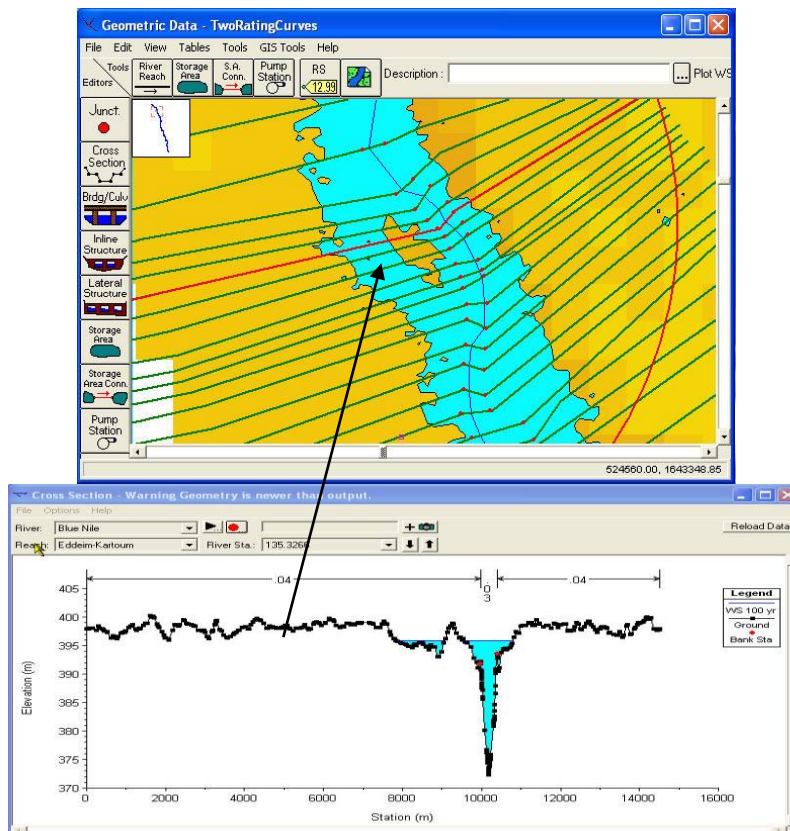 Geometric Data - TwoRatingCurves
File Edit View Tables Tools GIS Tools Help
Tools
Editors
River Reach
Storage Area
S.A. Conn.
Pump Station
RS
12.99
Description :
...
Plot WS
Junct.
Cross Section
Brdg/Culv
Inline Structure
Lateral Structure
Storage Area
Storage Area Conn.
Pump Station
524560.00, 1643348.85
Cross Section - Warning Geometry is newer than output.
File Options Help
River: Blue Nile
Reload Data
Reach: Eddeim-Kartoum River Sta.: 135.3268
.04
.03
.04
Legend
WS 100 yr
Ground
Bank Sta
405
400
395
390
385
380
375
370
Elevation (m)
0 2000 4000 6000 8000 10000 12000 14000 16000
Station (m)